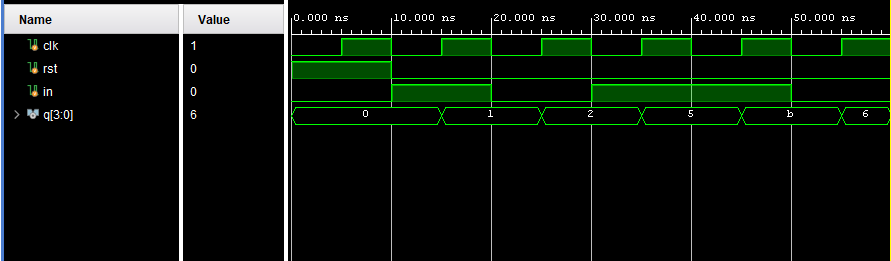 Name Value 0.000 ns 10.000 ns 20.000 ns 30.000 ns 40.000 ns 50.000 ns
clk 1
rst 0
in 0
q[3:0] 6 0 1 2 5 b 6